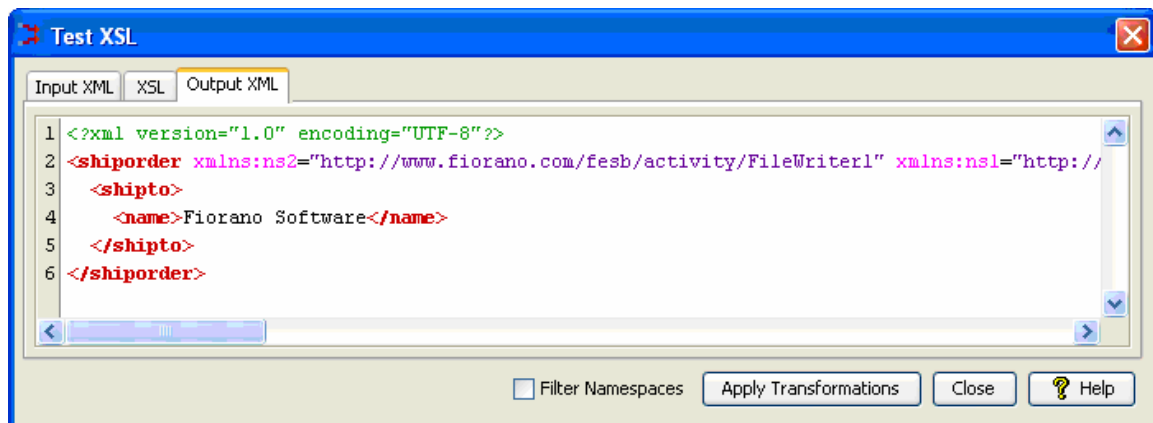 Test XSL
Input XML XSL Output XML
1 <?xml version="1.0" encoding="UTF-8"?>
2 <shiporder xmlns:ns2="http://www.fiorano.com/fesb/activity/FileWriter1" xmlns:ns1="http://
3 <shipto>
4 <name>Fiorano Software</name>
5 </shipto>
6 </shiporder>
Filter Namespaces Apply Transformations Close ? Help